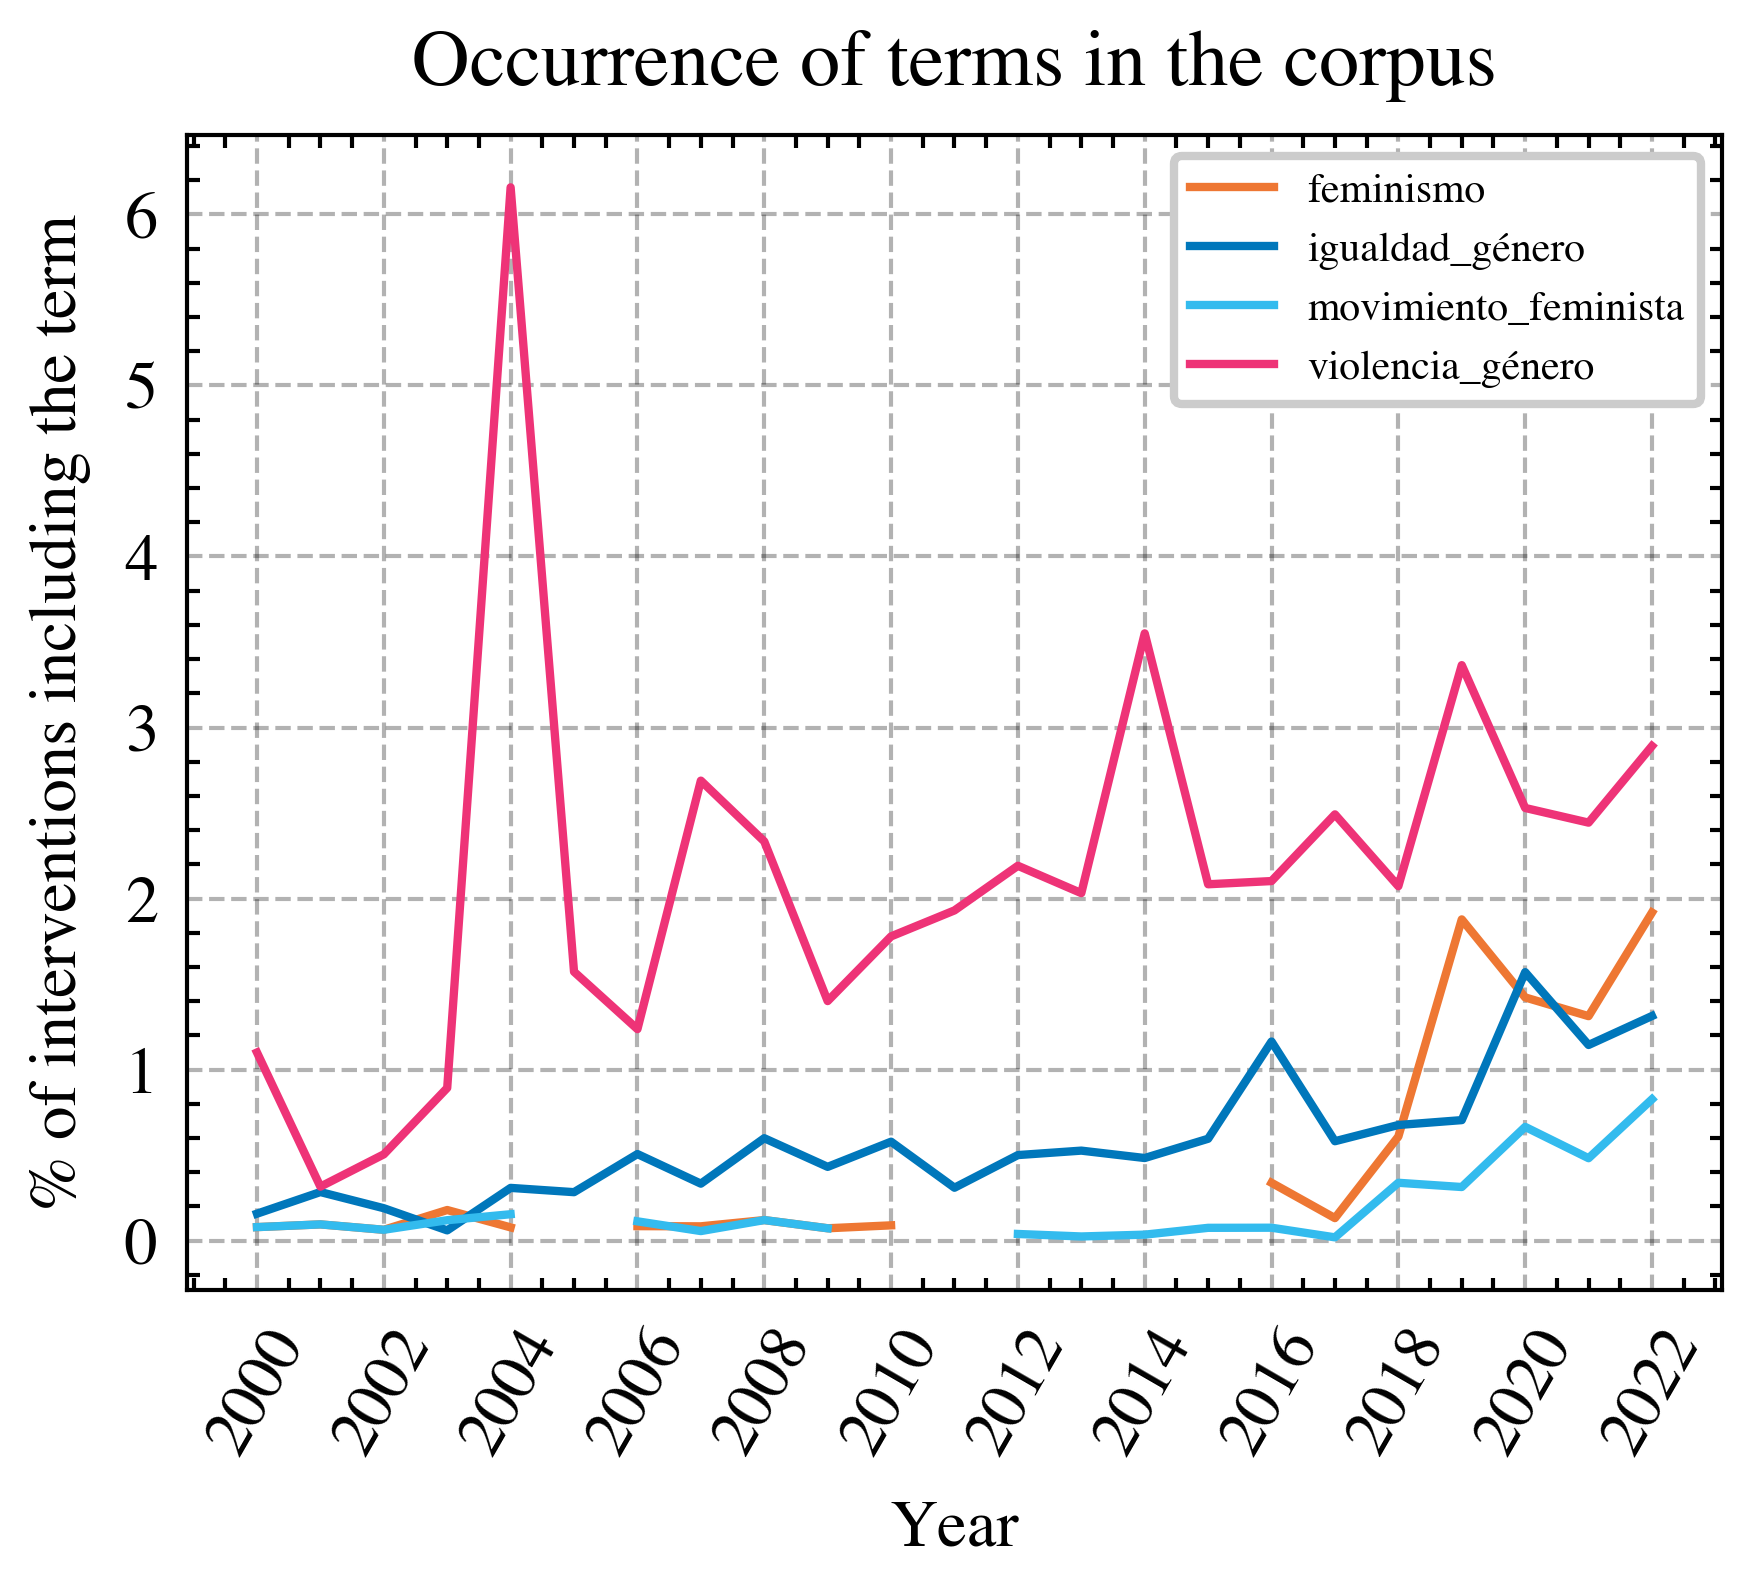 Occurrence of terms in the corpus
% of interventions including the term
6
5
4
3
2
1
0
feminismo
igualdad_género
movimiento_feminista
violencia_género
2000
2002
2004
2006
2008
2010
2012
2014
2016
2018
2020
2022
Year